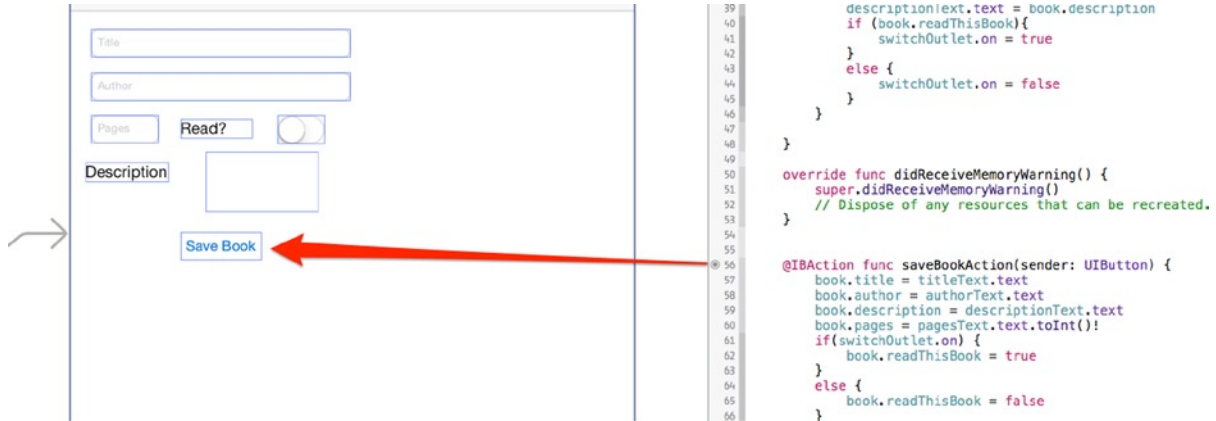 Title
Author
Pages
Read?
Description
Save Book
39 descriptionText.text = book.description
40 if (book.readThisBook){
41 switchOutlet.on = true
42 }
43 else {
44 switchOutlet.on = false
45 }
46 }
47
48 }
49
50 override func didReceiveMemoryWarning() {
51 super.didReceiveMemoryWarning()
52 // Dispose of any resources that can be recreated.
53 }
54
55
56 @IBAction func saveBookAction(sender: UIButton) {
57 book.title = titleText.text
58 book.author = authorText.text
59 book.description = descriptionText.text
60 book.pages = pagesText.text.toInt()!
61 if(switchOutlet.on) {
62 book.readThisBook = true
63 }
64 else {
65 book.readThisBook = false
66 }